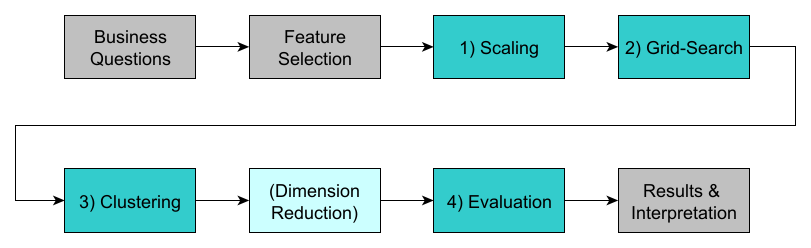 Business
Questions
Feature
Selection
1) Scaling
2) Grid-Search
3) Clustering
(Dimension
Reduction)
4) Evaluation
Results &
Interpretation